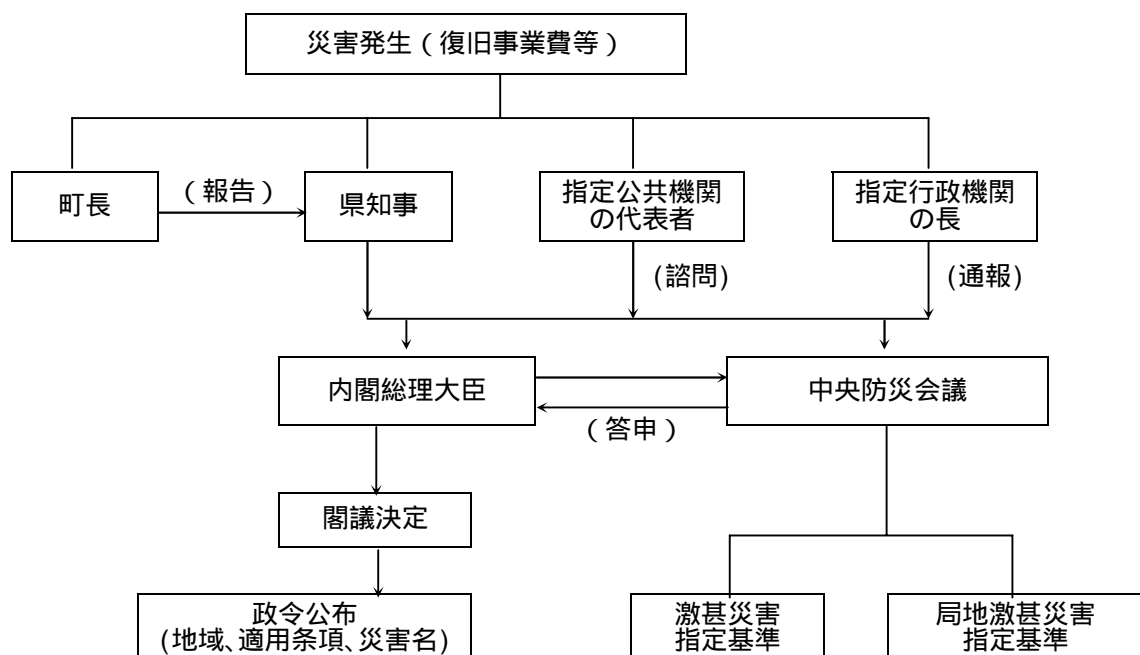 災害発生(復旧事業費等)
町長
(報告)
県知事
指定公共機関
の代表者
指定行政機関
の長
(諮問)
(通報)
内閣総理大臣
中央防災会議
(答申)
閣議決定
政令公布
(地域、適用条項、災害名)
激甚災害
指定基準
局地激甚災害
指定基準